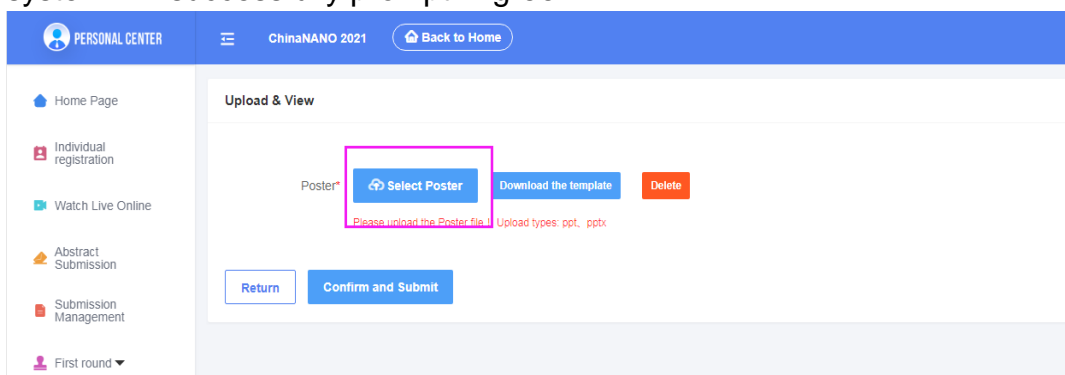 PERSONAL CENTER
ChinaNANO 2021
Back to Home
Home Page
Individual
registration
Watch Live Online
Abstract
Submission
Submission
Management
First round
Upload & View
Poster*
Select Poster
Download the template
Delete
Please upload the Poster file ! Upload types: ppt、pptx
Return
Confirm and Submit